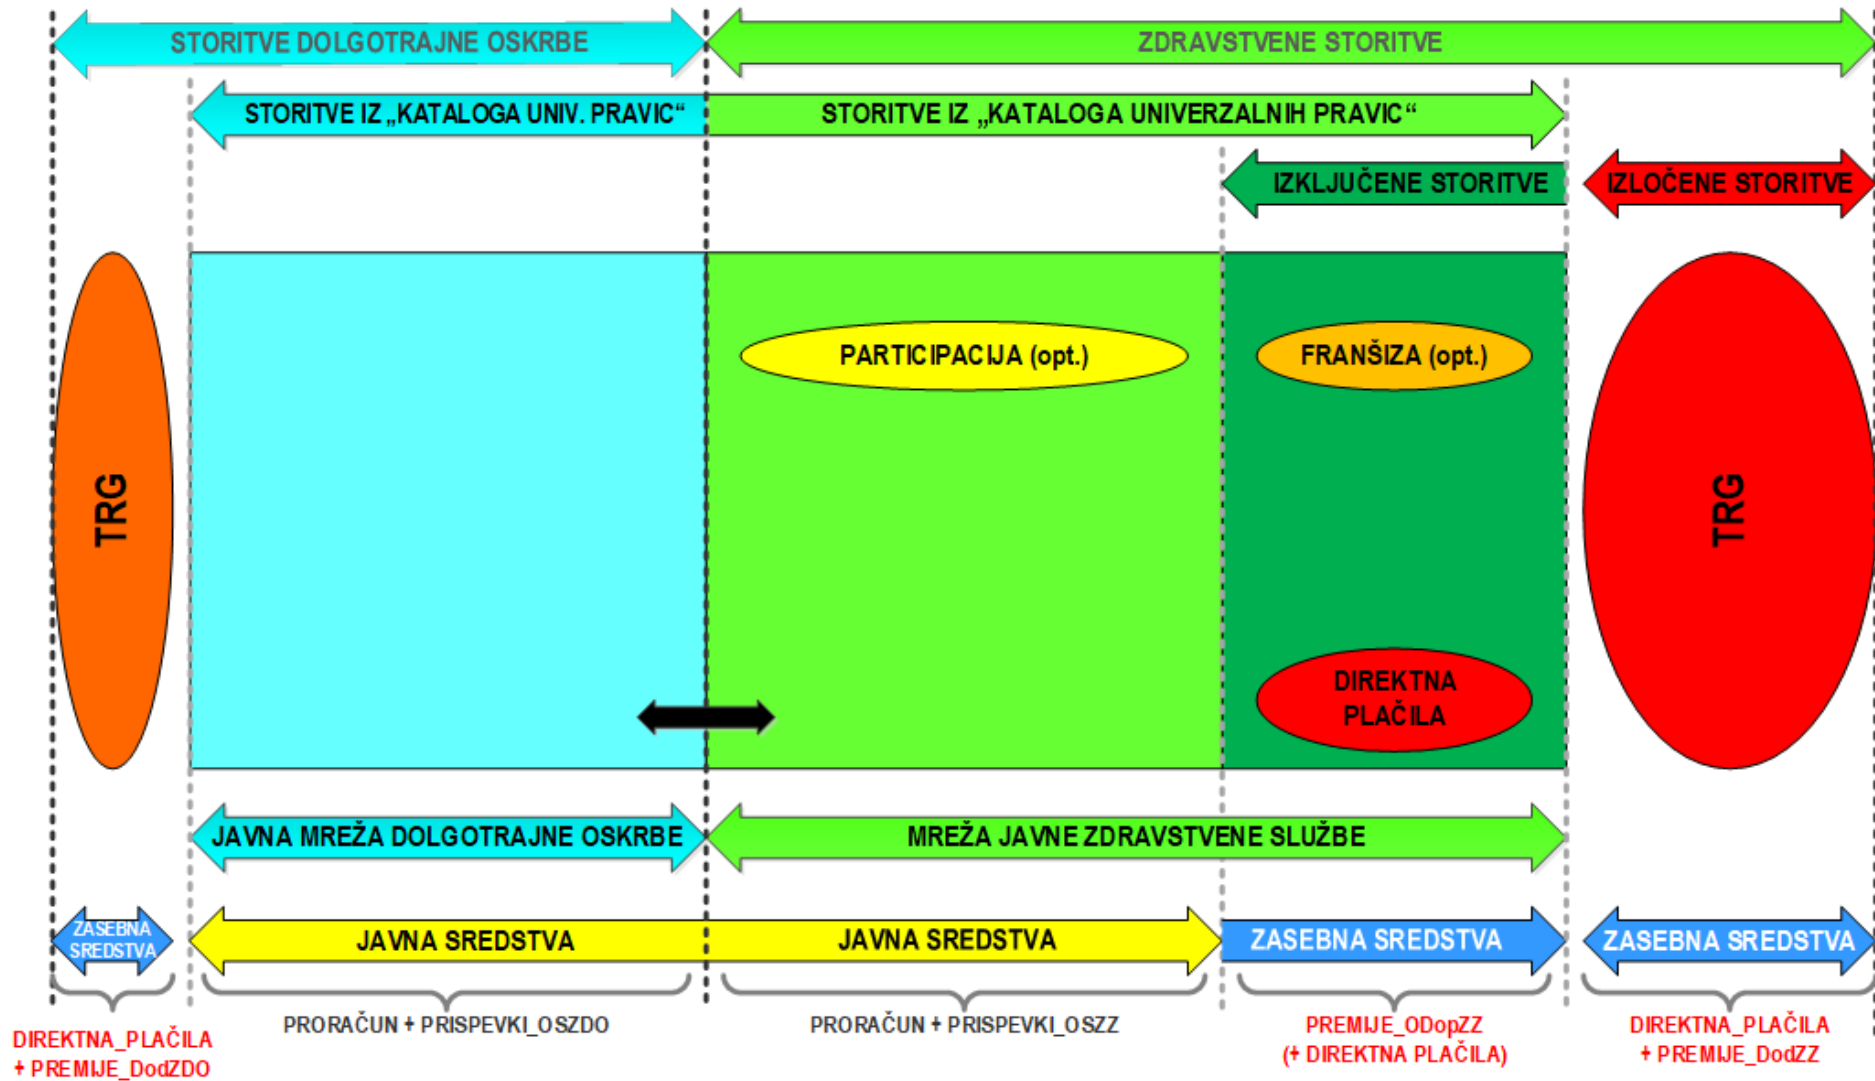 STORITVE DOLGOTRAJNE OSKRBE
ZDRAVSTVENE STORITVE
STORITVE IZ „KATALOGA UNIV. PRAVIC“
STORITVE IZ „KATALOGA UNIVERZALNIH PRAVIC“
IZKLJUČENE STORITVE
IZLOČENE STORITVE
PARTICIPACIJA (opt.)
FRANŠIZA (opt.)
TRG
TRG
DIREKTNA
PLAČILA
JAVNA MREŽA DOLGOTRAJNE OSKRBE
MREŽA JAVNE ZDRAVSTVENE SLUŽBE
ZASEBNA
SREDSTVA
JAVNA SREDSTVA
JAVNA SREDSTVA
ZASEBNA SREDSTVA
ZASEBNA SREDSTVA
DIREKTNA_PLAČILA
+ PREMIJE_DodZDO
PRORAČUN + PRISPEVKI_OSZDO
PRORAČUN + PRISPEVKI_OSZZ
PREMIJE_ODopZZ
(+ DIREKTNA PLAČILA)
DIREKTNA_PLAČILA
+ PREMIJE_DodZZ